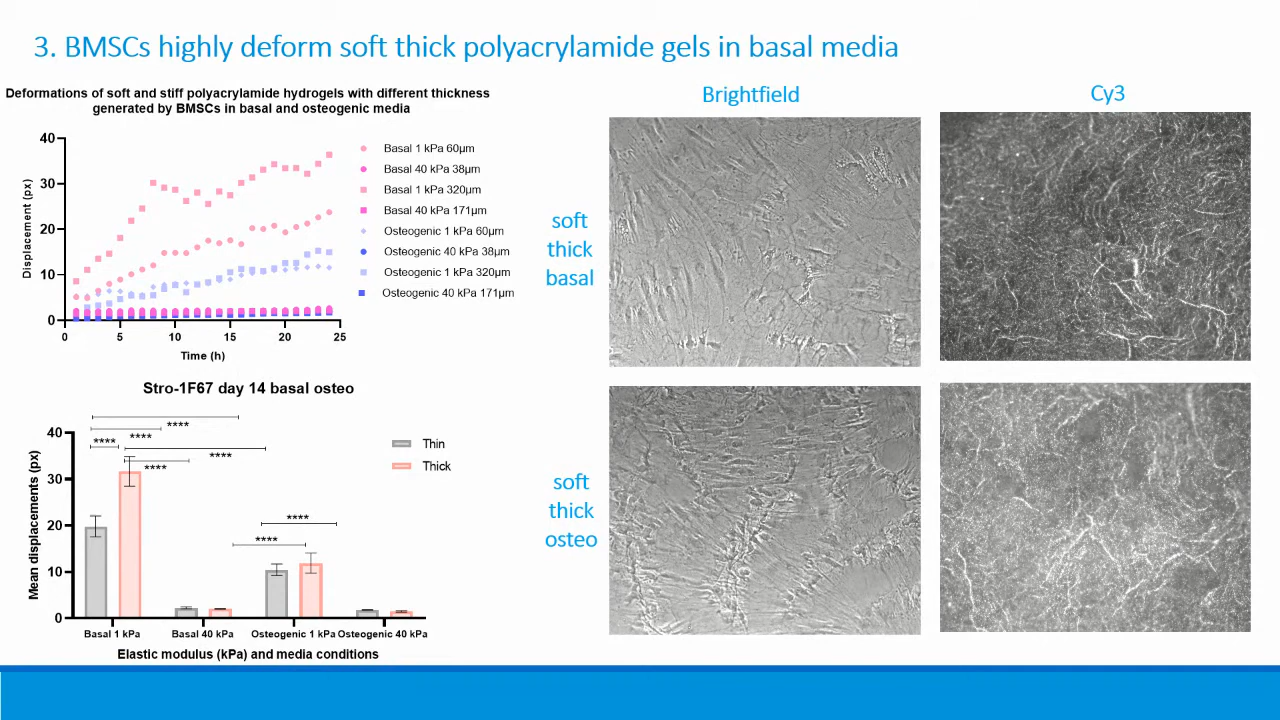 3. BMSCs highly deform soft thick polyacrylamide gels in basal media
Deformations of soft and stiff polyacrylamide hydrogels with different thickness
generated by BMSCs in basal and osteogenic media
Displacement (px)
40
30
20
10
0
0
5
10
15
20
25
Time (h)
Basal 1 kPa 60µm
Basal 40 kPa 38µm
Basal 1 kPa 320µm
Basal 40 kPa 171µm
Osteogenic 1 kPa 60µm
Osteogenic 40 kPa 38µm
Osteogenic 1 kPa 320µm
Osteogenic 40 kPa 171µm
Stro-1F67 day 14 basal osteo
Mean displacements (px)
40
30
20
10
0
****
****
****
****
****
****
****
Thin
Thick
Basal 1 kPa
Basal 40 kPa
Osteogenic 1 kPa
Osteogenic 40 kPa
Elastic modulus (kPa) and media conditions
Brightfield
Cy3
soft
thick
basal
soft
thick
osteo